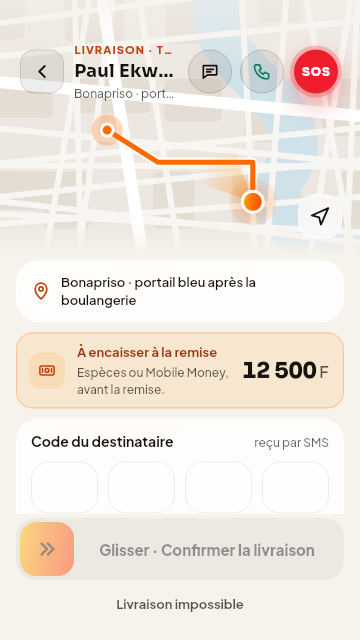 LIVRAISON · T…
Paul Ekw…
Bonapriso · port…
SOS
Bonapriso · portail bleu après la
boulangerie
À encaisser à la remise
Espèces ou Mobile Money,
avant la remise.
12 500 F
Code du destinataire
reçu par SMS
Glisser · Confirmer la livraison
Livraison impossible